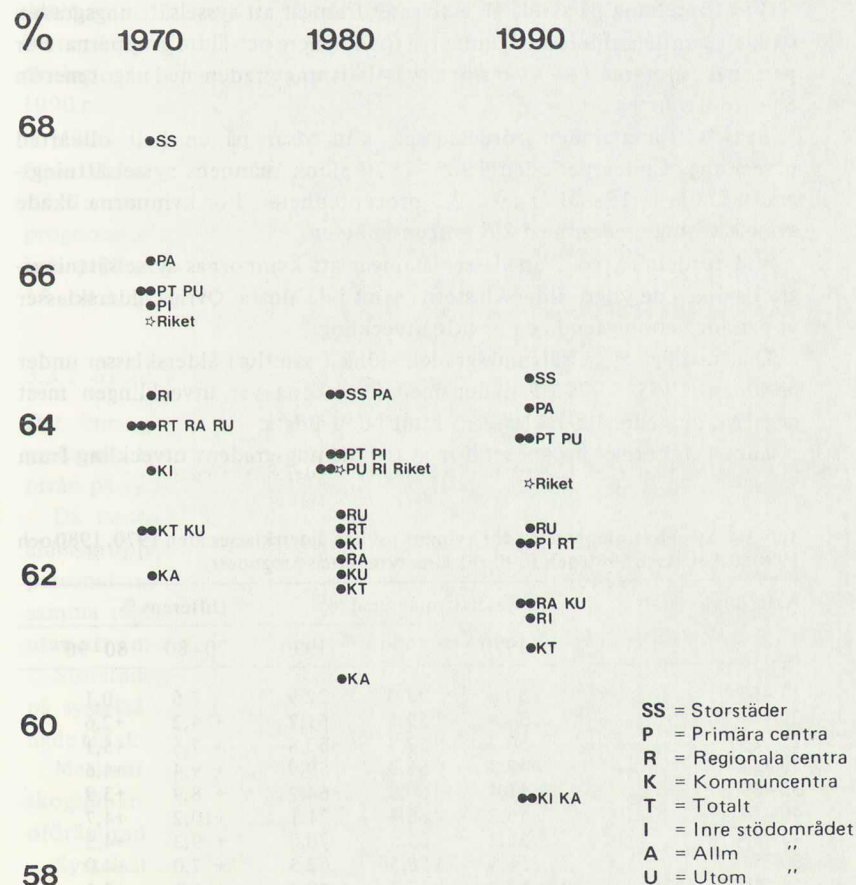 % 1970 1980 1990
68
●SS
●PA
66
●●PT PU
●PI
☆Riket
●SS
●RI ●●SS PA
●PA
64 ●●●RT RA RU
●●PT PU
●●PT PI
●KI ●●☆PU RI Riket
☆Riket
●RU
●●KT KU ●RT ●RU
●KI ●●PI RT
●RA
62 ●KA ●KU
●KT
●●RA KU
●RI
●KT
●KA
60
●●KI KA
58
SS = Storstäder
P = Primära centra
R = Regionala centra
K = Kommuncentra
T = Totalt
I = Inre stödområdet
A = Allm ''
U = Utom ''